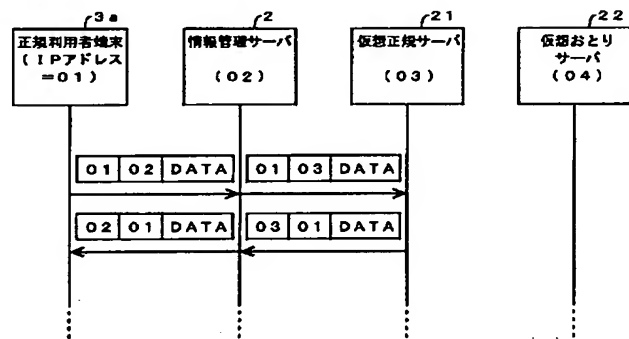 3a
2
21
22
正規利用者端末
(IPアドレス
=01)
情報管理サーバ
(02)
仮想正規サーバ
(03)
仮想おとり
サーバ
(04)
01 02 DATA
01 03 DATA
02 01 DATA
03 01 DATA